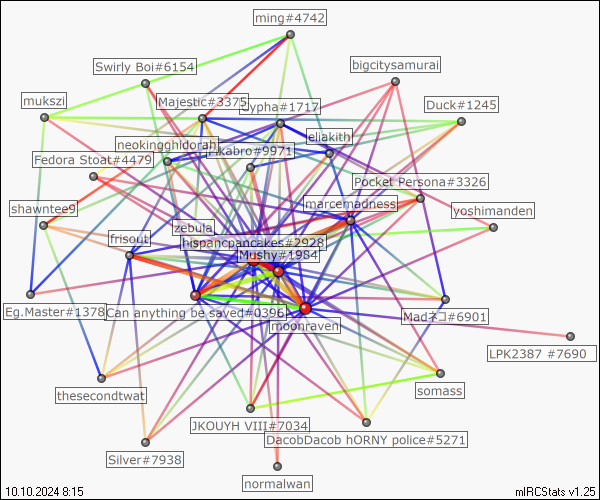 ming#4742
Swirly Boi#6154
bigcitysamurai
mukszi
Majestic#3375
Cypha#1717
Duck#1245
eliakith
neokingghidorah
Pikabro#9971
Fedora Stoat#4479
Pocket Persona#3326
marcemadness
shawntee9
yoshimanden
zebula
frisout
hispancpancakes#2928
Mushy#1984
Eg.Master#1378
Can anything be saved#0396
Madネコ#6901
moonraven
LPK2387 #7690
thesecondtwat
somass
JKOUYH VIII#7034
DacobDacob hORNY police#5271
Silver#7938
normalwan
10.10.2024 8:15
mIRCStats v1.25